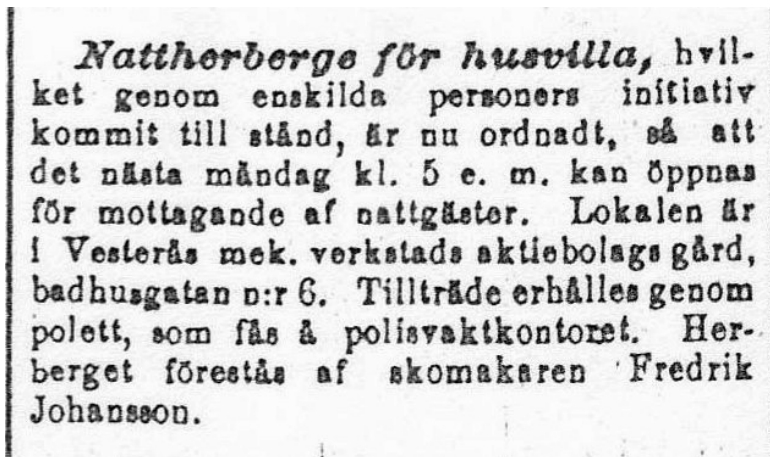 Nattherberge för husvilla, hvil-
ket genom enskilda personers initiativ
kommit till stånd, är nu ordnadt, så att
det nästa måndag kl. 5 e. m. kan öppnas
för mottagande af nattgäster. Lokalen är
i Vesterås mek. verkstads aktiebolags gård,
badhusgatan n:r 6. Tillträde erhålles genom
polett, som fås å polisvaktkontoret. Her-
berget förestås af skomakaren Fredrik
Johansson.